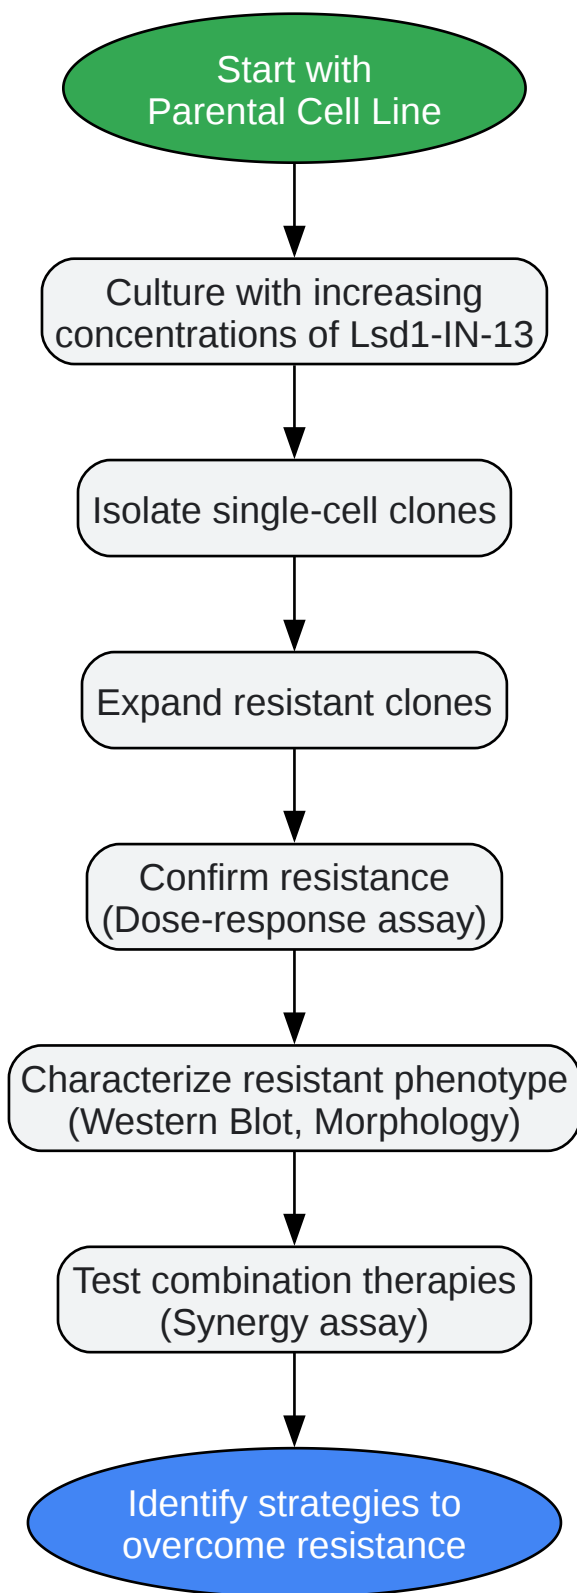 Start with
Parental Cell Line
Culture with increasing
concentrations of Lsd1-IN-13
Isolate single-cell clones
Expand resistant clones
Confirm resistance
(Dose-response assay)
Characterize resistant phenotype
(Western Blot, Morphology)
Test combination therapies
(Synergy assay)
Identify strategies to
overcome resistance